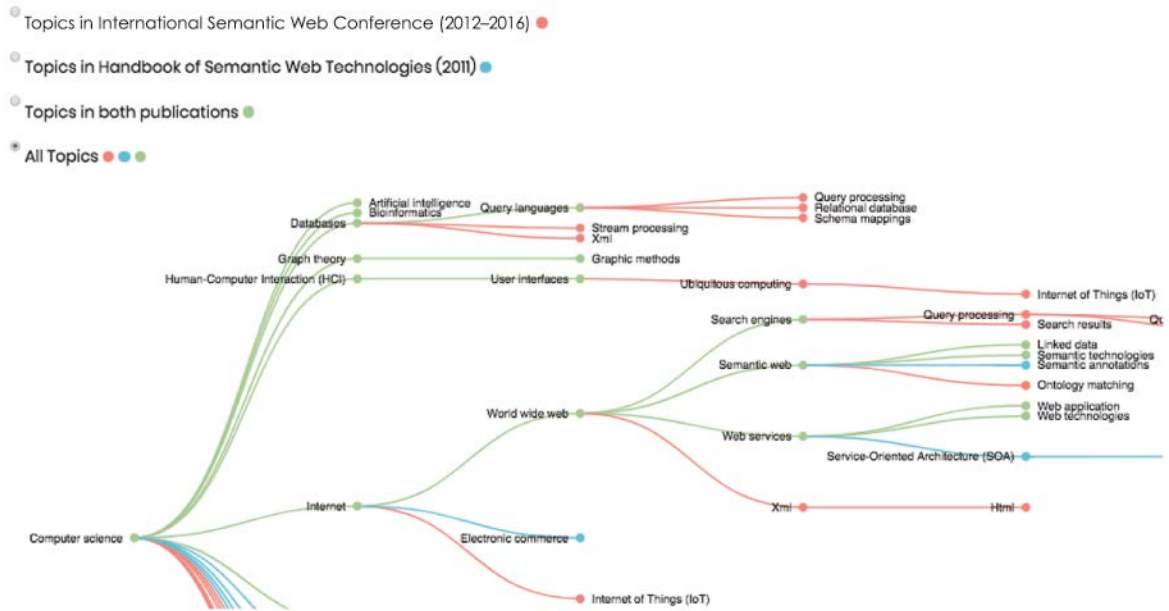 Topics in International Semantic Web Conference (2012–2016)
Topics in Handbook of Semantic Web Technologies (2011)
Topics in both publications
All Topics
Artificial intelligence
Bioinformatics
Databases
Query languages
Query processing
Relational database
Schema mappings
Stream processing
Xml
Graph theory
Graphic methods
Human-Computer Interaction (HCI)
User interfaces
Ubiquitous computing
Internet of Things (IoT)
Search engines
Query processing
Search results
Linked data
Semantic technologies
Semantic web
Semantic annotations
Ontology matching
World wide web
Web application
Web technologies
Web services
Service-Oriented Architecture (SOA)
Internet
Xml
Html
Computer science
Electronic commerce
Internet of Things (IoT)